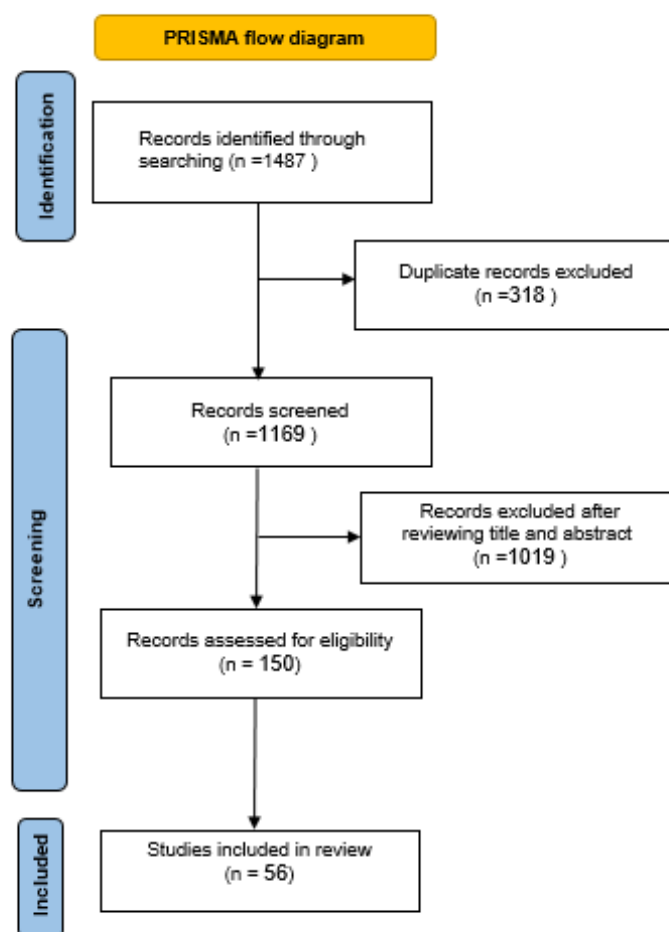 PRISMA flow diagram
Identification
Records identified through
searching (n =1487 )
Duplicate records excluded
(n =318 )
Screening
Records screened
(n =1169 )
Records excluded after
reviewing title and abstract
(n =1019 )
Records assessed for eligibility
(n = 150)
Included
Studies included in review
(n = 56)